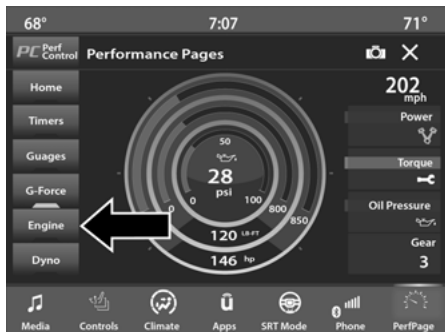 68°
7:07
71°
PC Perf
Control
Performance Pages
Home
Timers
Guages
G-Force
Engine
Dyno
50
28
psi
0
100
0
800
850
120 LB-FT
146 hp
202
mph
Power
Torque
Oil Pressure
Gear
3
Media
Controls
Climate
ū
Apps
SRT Mode
0
Phone
PerfPage